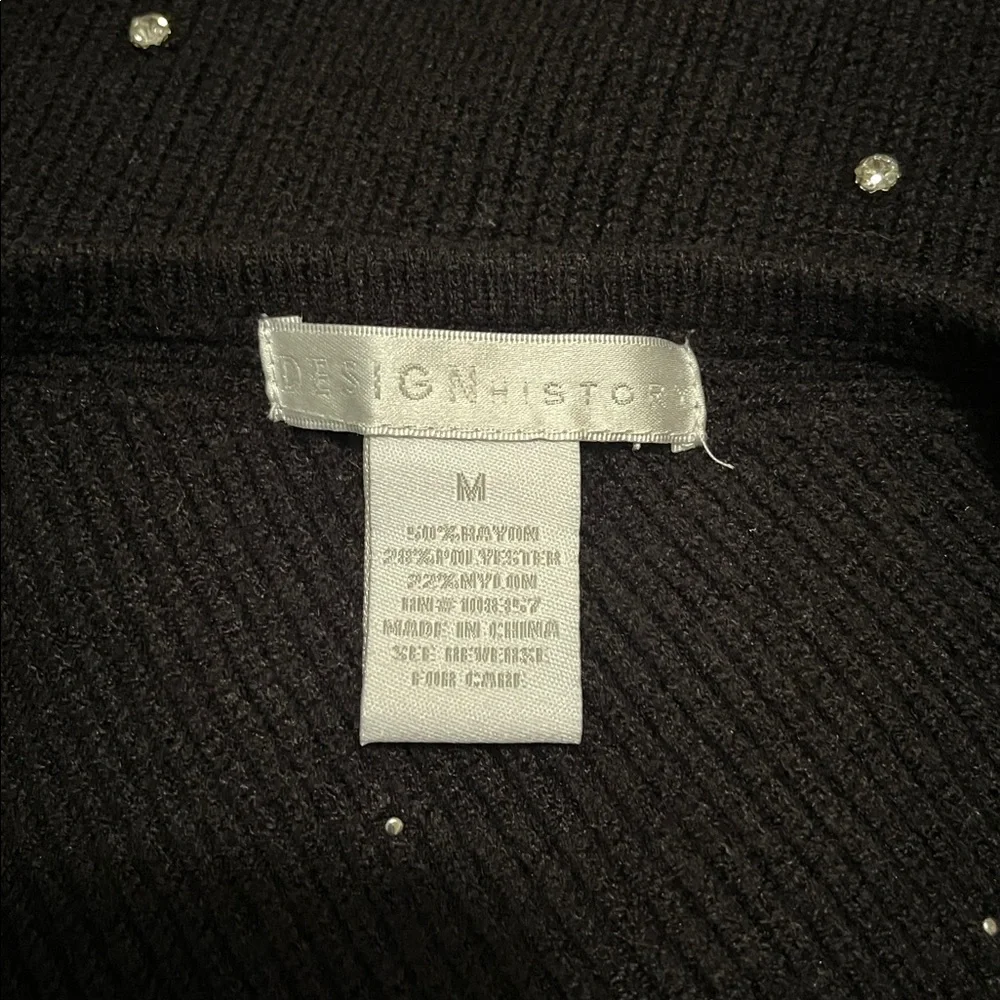 DESIGN HISTORY
M
50%RAYON
28%POLYESTER
22%NYLON
RN#108357
MADE IN CHINA
SEE REVERSE
FOR CARE